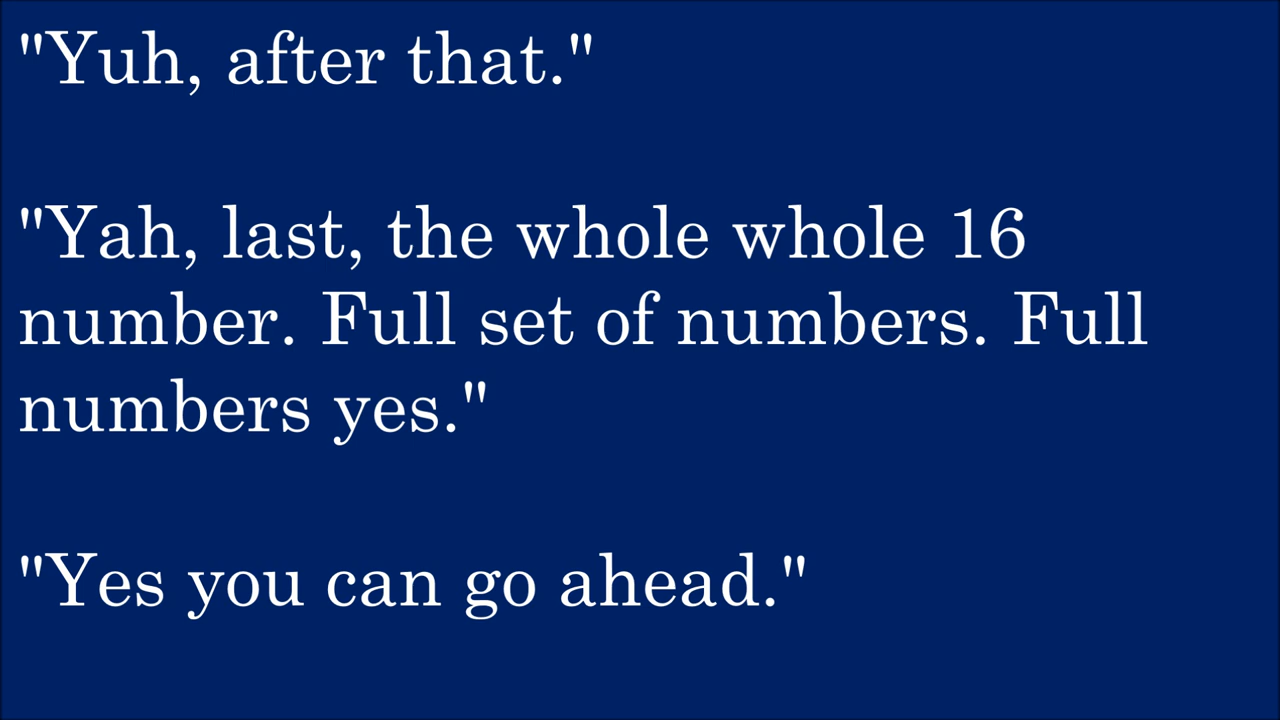 "Yuh, after that."
"Yah, last, the whole whole 16
number. Full set of numbers. Full
numbers yes."
"Yes you can go ahead."